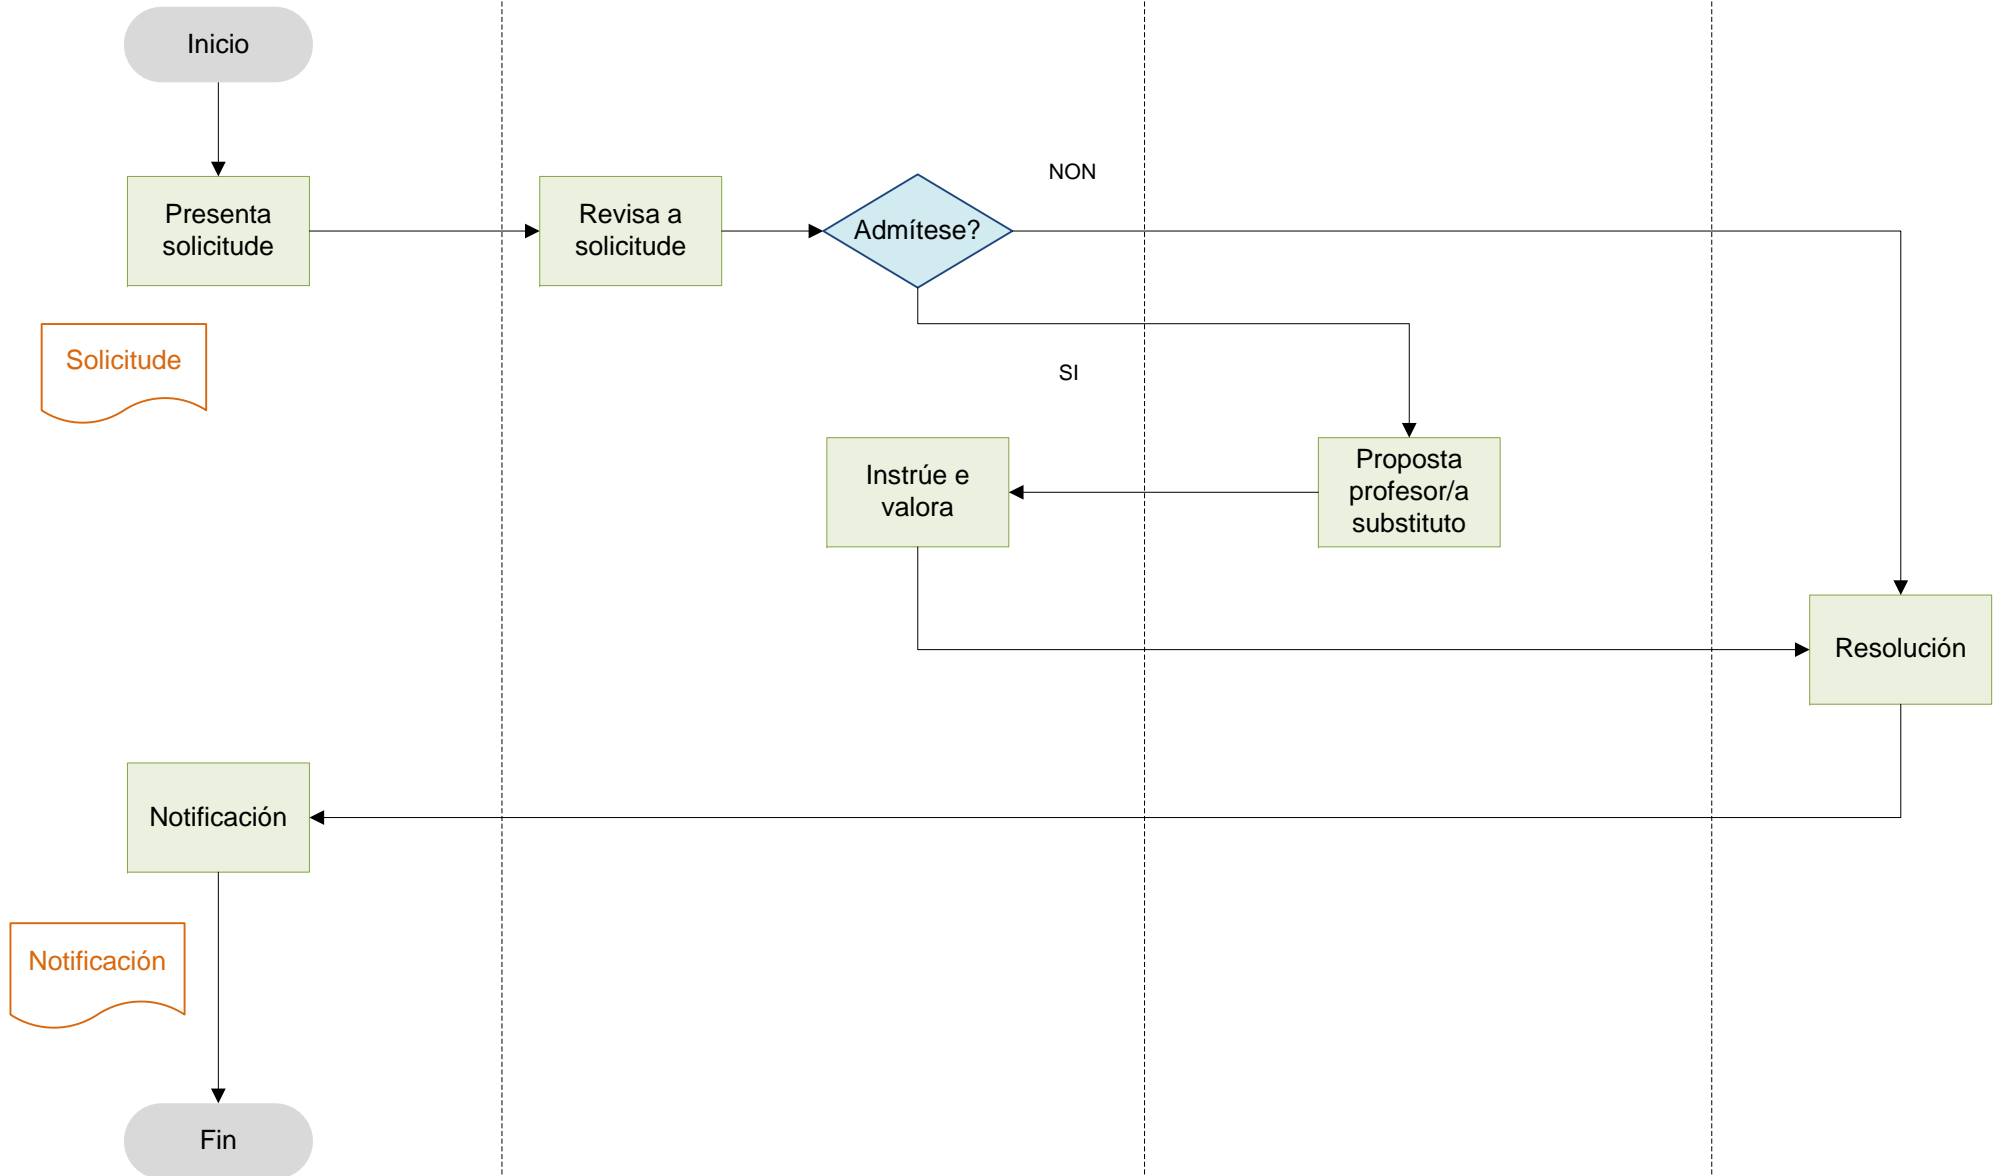 Inicio
NON
Presenta
solicitude
Revisa a
solicitude
Admítese?
Solicitude
SI
Instrúe e
valora
Proposta
profesor/a
substituto
Resolución
Notificación
Notificación
Fin